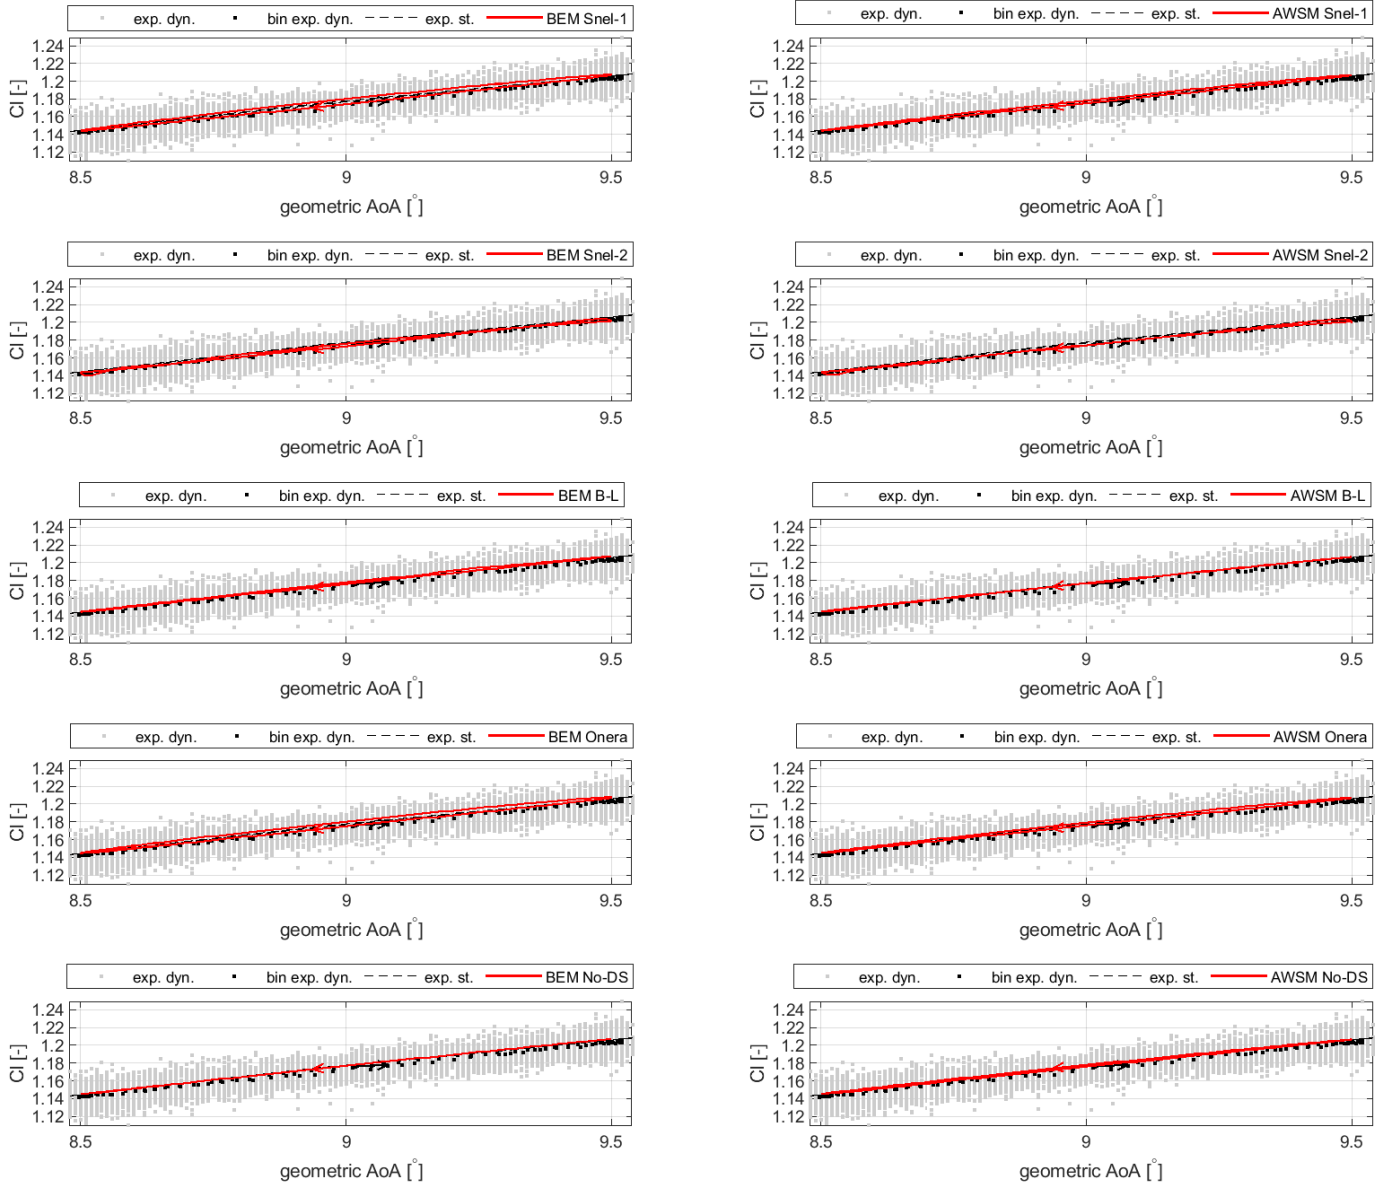 exp. dyn. bin exp. dyn. exp. st. BEM Snel-1
Cl [-]
1.24
1.22
1.2
1.18
1.16
1.14
1.12
8.5 9 9.5
geometric AoA [°]
exp. dyn. bin exp. dyn. exp. st. AWSM Snel-1
Cl [-]
1.24
1.22
1.2
1.18
1.16
1.14
1.12
8.5 9 9.5
geometric AoA [°]
exp. dyn. bin exp. dyn. exp. st. BEM Snel-2
Cl [-]
1.24
1.22
1.2
1.18
1.16
1.14
1.12
8.5 9 9.5
geometric AoA [°]
exp. dyn. bin exp. dyn. exp. st. AWSM Snel-2
Cl [-]
1.24
1.22
1.2
1.18
1.16
1.14
1.12
8.5 9 9.5
geometric AoA [°]
exp. dyn. bin exp. dyn. exp. st. BEM B-L
Cl [-]
1.24
1.22
1.2
1.18
1.16
1.14
1.12
8.5 9 9.5
geometric AoA [°]
exp. dyn. bin exp. dyn. exp. st. AWSM B-L
Cl [-]
1.24
1.22
1.2
1.18
1.16
1.14
1.12
8.5 9 9.5
geometric AoA [°]
exp. dyn. bin exp. dyn. exp. st. BEM Onera
Cl [-]
1.24
1.22
1.2
1.18
1.16
1.14
1.12
8.5 9 9.5
geometric AoA [°]
exp. dyn. bin exp. dyn. exp. st. AWSM Onera
Cl [-]
1.24
1.22
1.2
1.18
1.16
1.14
1.12
8.5 9 9.5
geometric AoA [°]
exp. dyn. bin exp. dyn. exp. st. BEM No-DS
Cl [-]
1.24
1.22
1.2
1.18
1.16
1.14
1.12
8.5 9 9.5
geometric AoA [°]
exp. dyn. bin exp. dyn. exp. st. AWSM No-DS
Cl [-]
1.24
1.22
1.2
1.18
1.16
1.14
1.12
8.5 9 9.5
geometric AoA [°]